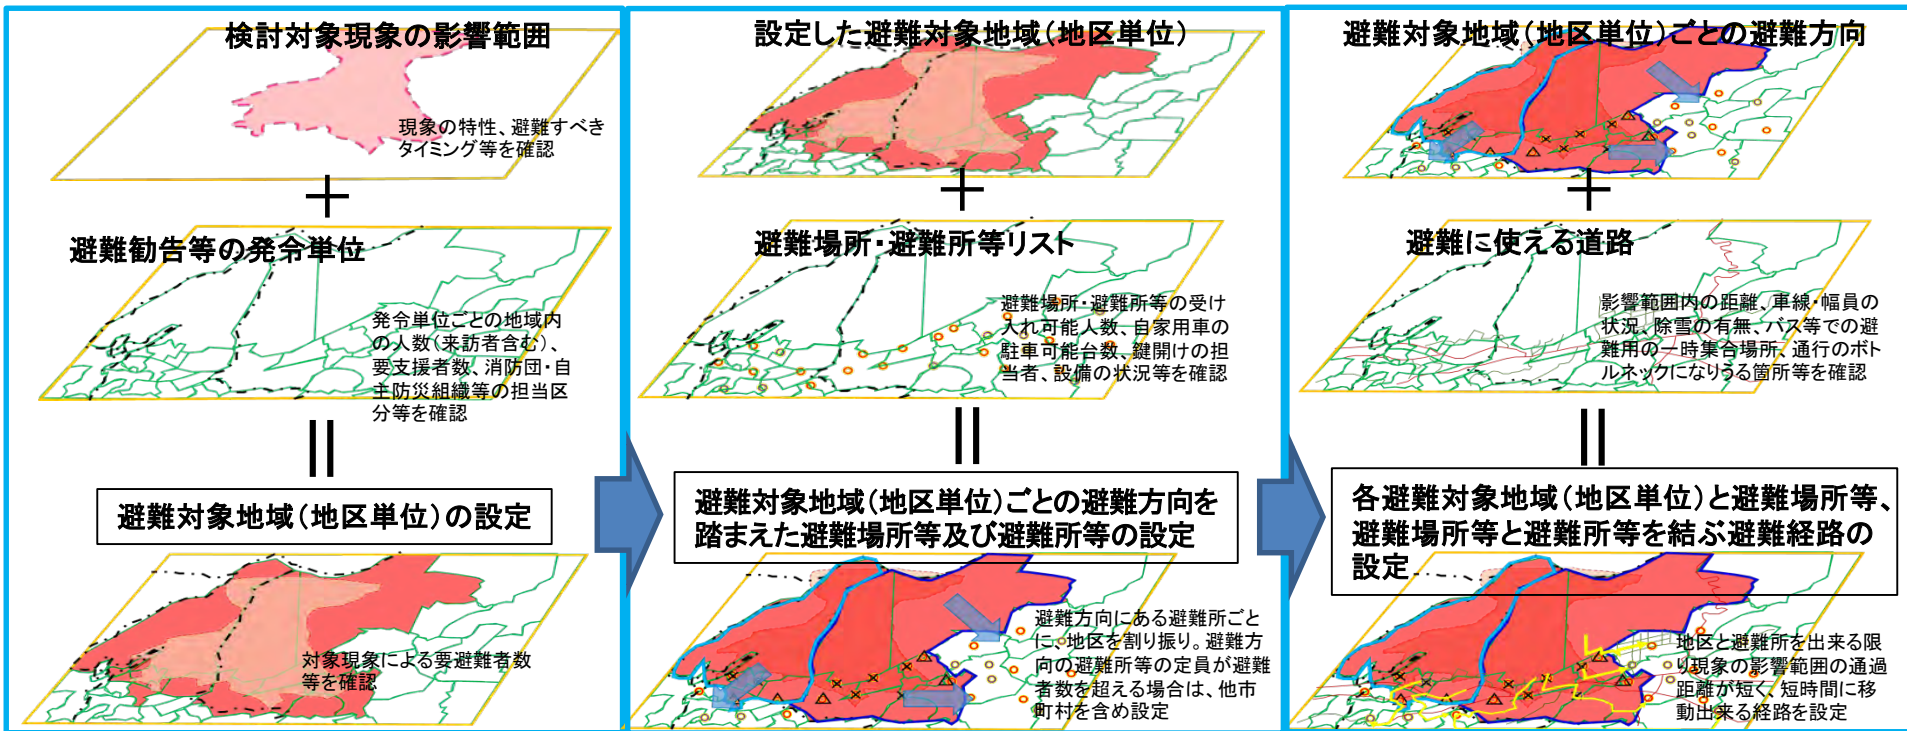 検討対象現象の影響範囲
現象の特性、避難すべき
タイミング等を確認
＋
避難勧告等の発令単位
発令単位ごとの地域内
の人数(来訪者含む)、
要支援者数、消防団・自
主防災組織等の担当区
分等を確認
避難対象地域(地区単位)の設定
対象現象による要避難者数
等を確認
設定した避難対象地域(地区単位)
＋
避難場所・避難所等リスト
避難場所・避難所等の受け
入れ可能人数、自家用車の
駐車可能台数、鍵開けの担
当者、設備の状況等を確認
避難対象地域(地区単位)ごとの避難方向を
踏まえた避難場所等及び避難所等の設定
避難方向にある避難所ごと
に、地区を割り振り。避難方
向の避難所等の定員が避難
者数を超える場合は、他市
町村を含め設定
避難対象地域(地区単位)ごとの避難方向
＋
避難に使える道路
影響範囲内の距離、車線・幅員の
状況、除雪の有無、バス等での避
難用の一時集合場所、通行のボト
ルネックになりうる箇所等を確認
各避難対象地域(地区単位)と避難場所等、
避難場所等と避難所等を結ぶ避難経路の
設定
地区と避難所を出来る限
り現象の影響範囲の通過
距離が短く、短時間に移
動出来る経路を設定